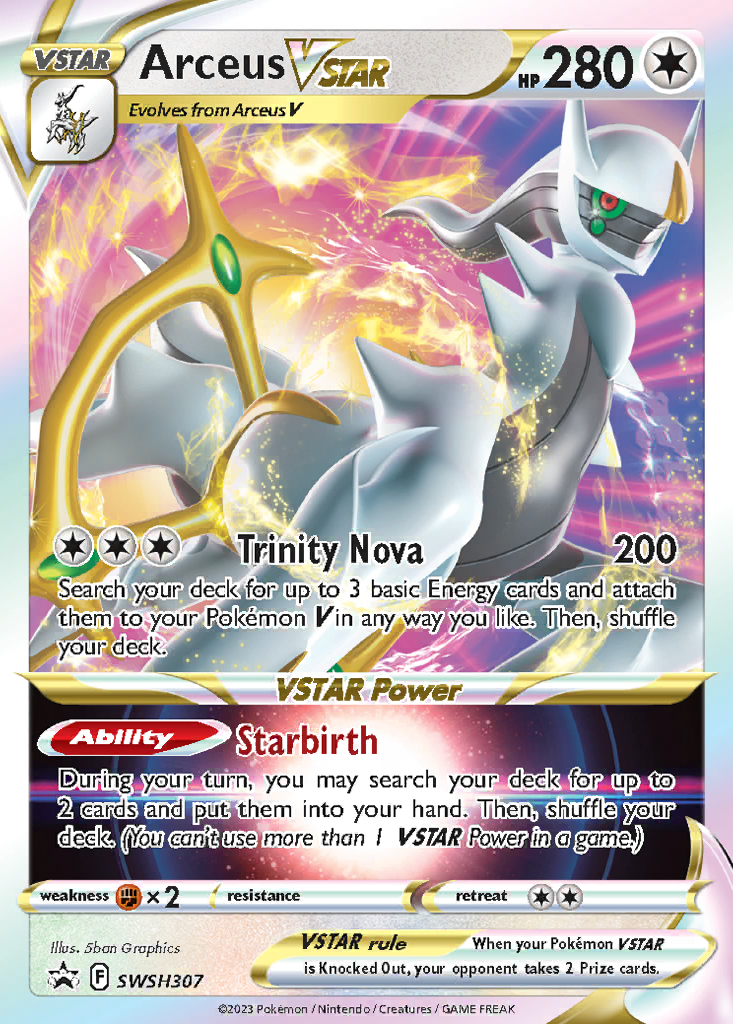 VSTAR
Arceus VSTAR
HP 280
Evolves from Arceus V
Trinity Nova 200
Search your deck for up to 3 basic Energy cards and attach
them to your Pokémon V in any way you like. Then, shuffle
your deck.
VSTAR Power
Ability Starbirth
During your turn, you may search your deck for up to
2 cards and put them into your hand. Then, shuffle your
deck. (You can't use more than 1 VSTAR Power in a game.)
weakness ×2 resistance retreat
Illus. 5ban Graphics
VSTAR rule When your Pokémon VSTAR
is Knocked Out, your opponent takes 2 Prize cards.
F SWSH307
©2023 Pokémon / Nintendo / Creatures / GAME FREAK